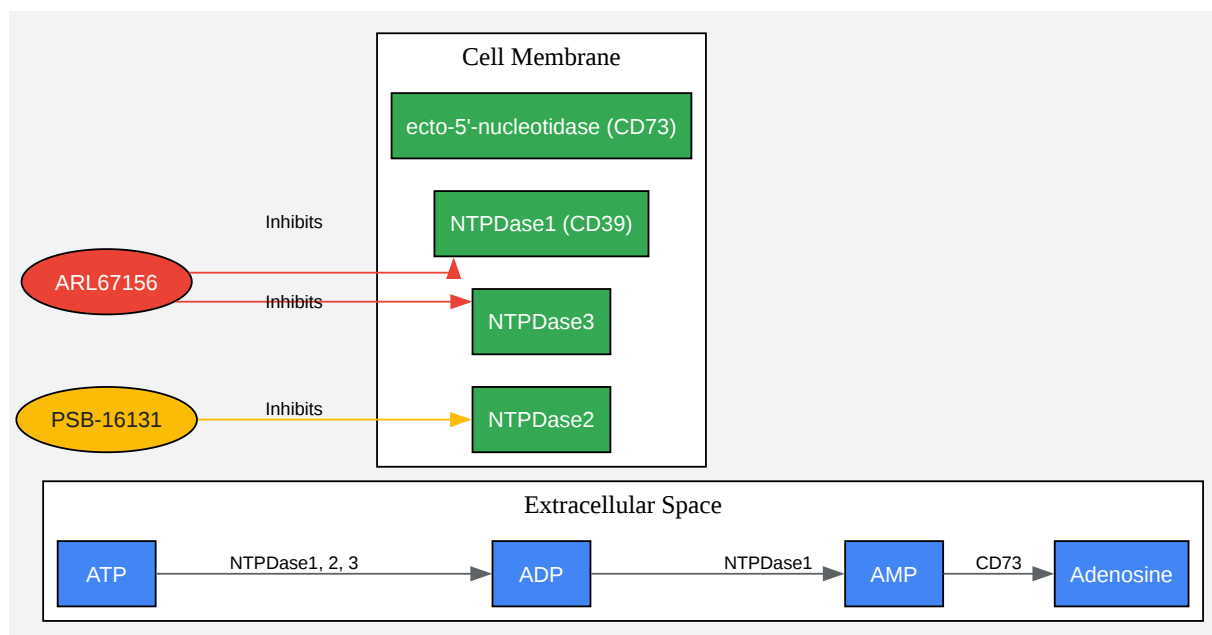 Cell Membrane
ecto-5'-nucleotidase (CD73)
Inhibits
NTPDase1 (CD39)
ARL67156
Inhibits
NTPDase3
PSB-16131
Inhibits
NTPDase2
Extracellular Space
ATP
NTPDase1, 2, 3
ADP
NTPDase1
AMP
CD73
Adenosine